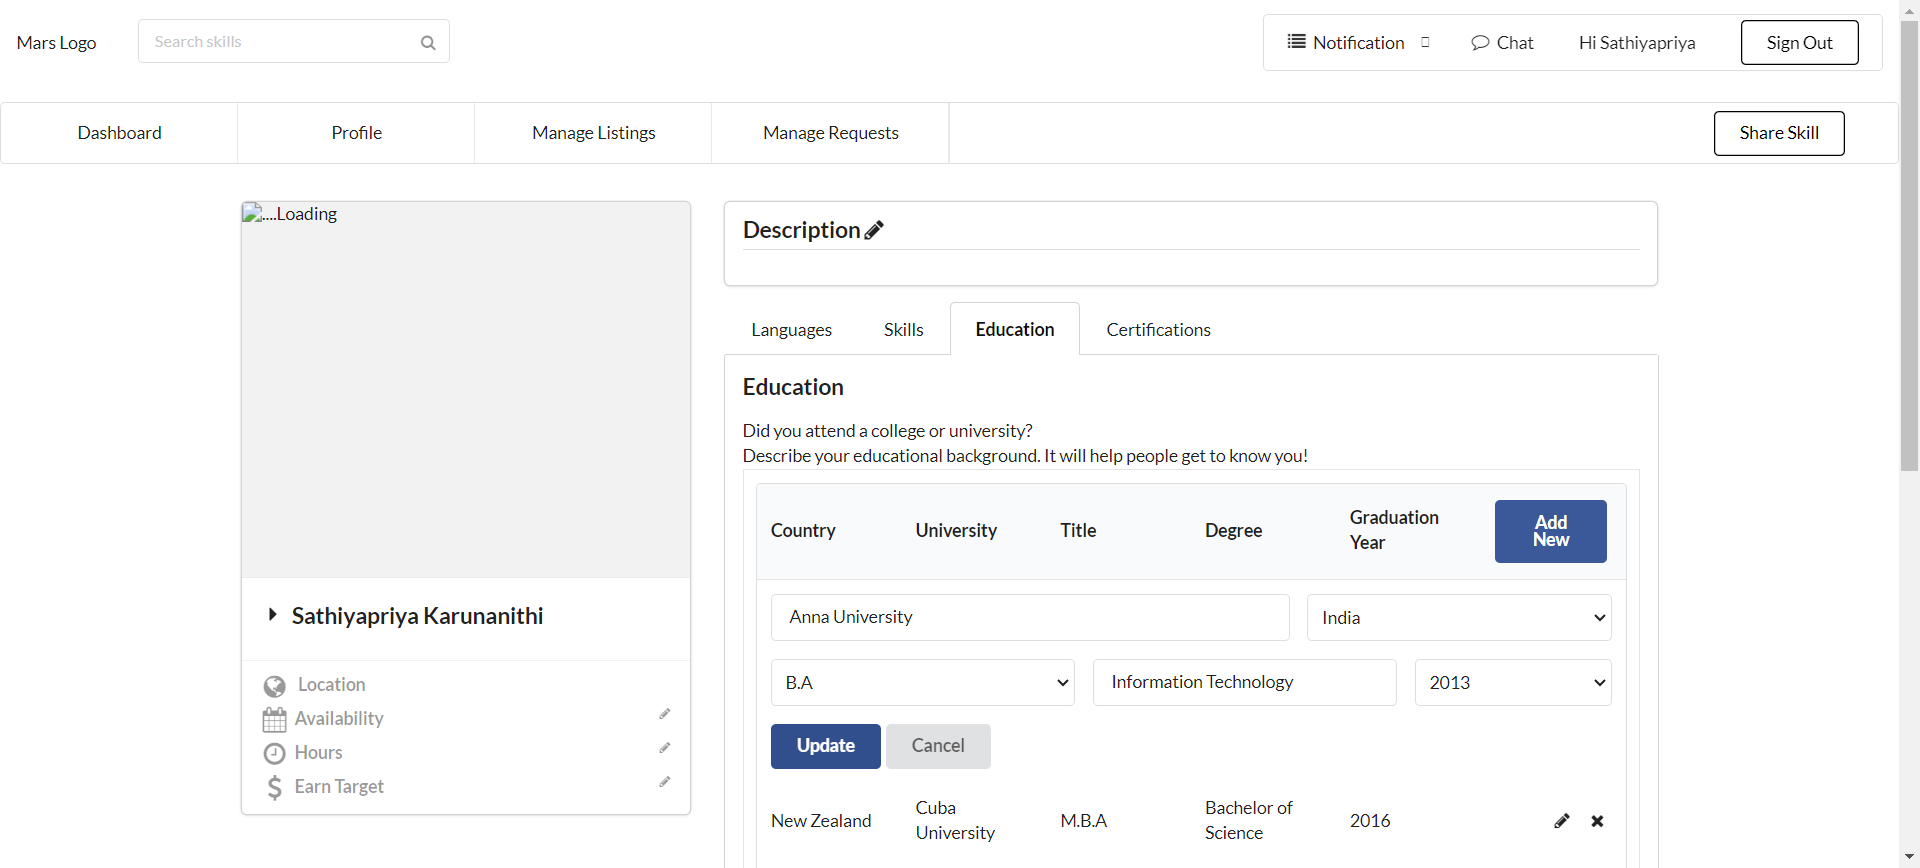 Mars Logo
Search skills
Notification
Chat
Hi Sathiyapriya
Sign Out
Dashboard
Profile
Manage Listings
Manage Requests
Share Skill
....Loading
Sathiyapriya Karunanithi
Location
Availability
Hours
Earn Target
Description
Languages
Skills
Education
Certifications
Education
Did you attend a college or university?
Describe your educational background. It will help people get to know you!
Country
University
Title
Degree
Graduation
Year
Add
New
Anna University
India
B.A
Information Technology
2013
Update
Cancel
New Zealand
Cuba
University
M.B.A
Bachelor of
Science
2016